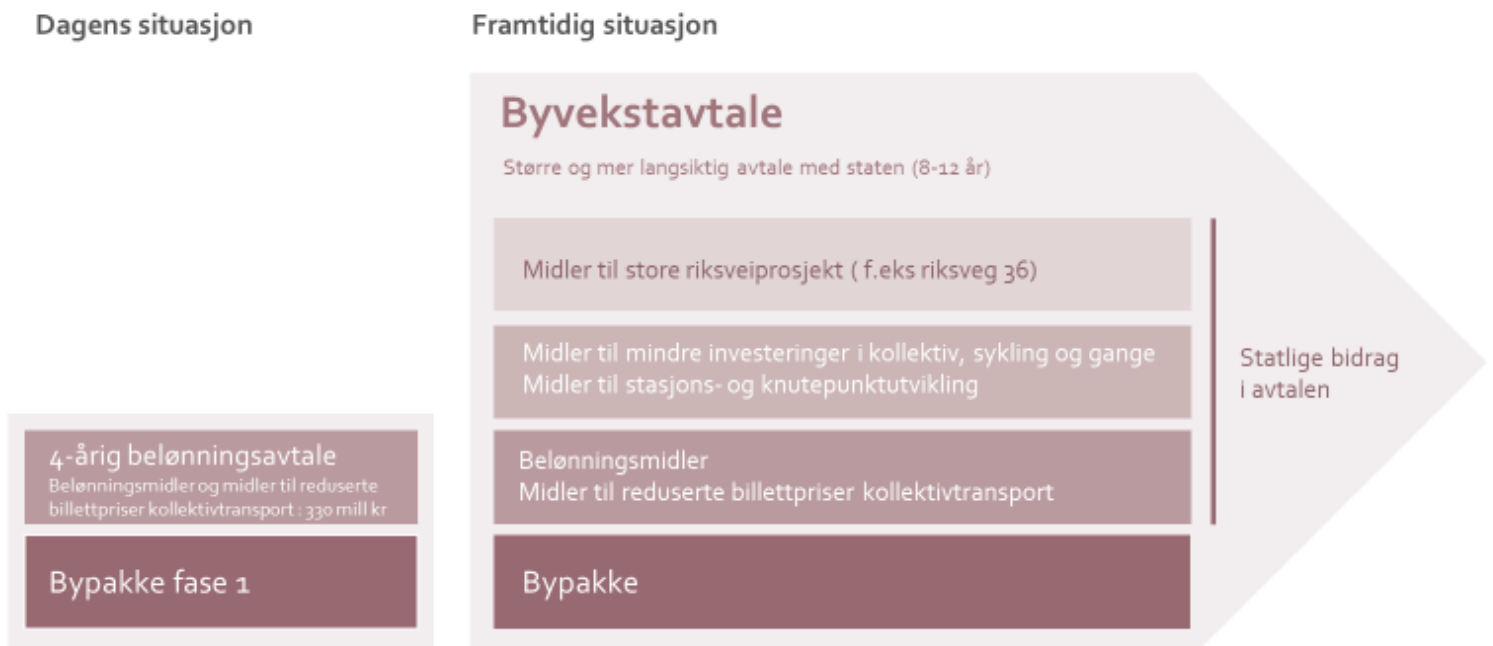 Dagens situasjon
Framtidig situasjon
Byvekstavtale
Større og mer langsiktig avtale med staten (8-12 år)
Midler til store riksveiprosjekt ( f.eks riksveg 36)
Midler til mindre investeringer i kollektiv, sykling og gange
Midler til stasjons- og knutepunktutvikling
Statlige bidrag
i avtalen
4-årig belønningsavtale
Belønningsmidler og midler til reduserte
billettpriser kollektivtransport : 330 mill kr
Belønningsmidler
Midler til reduserte billettpriser kollektivtransport
Bypakke fase 1
Bypakke